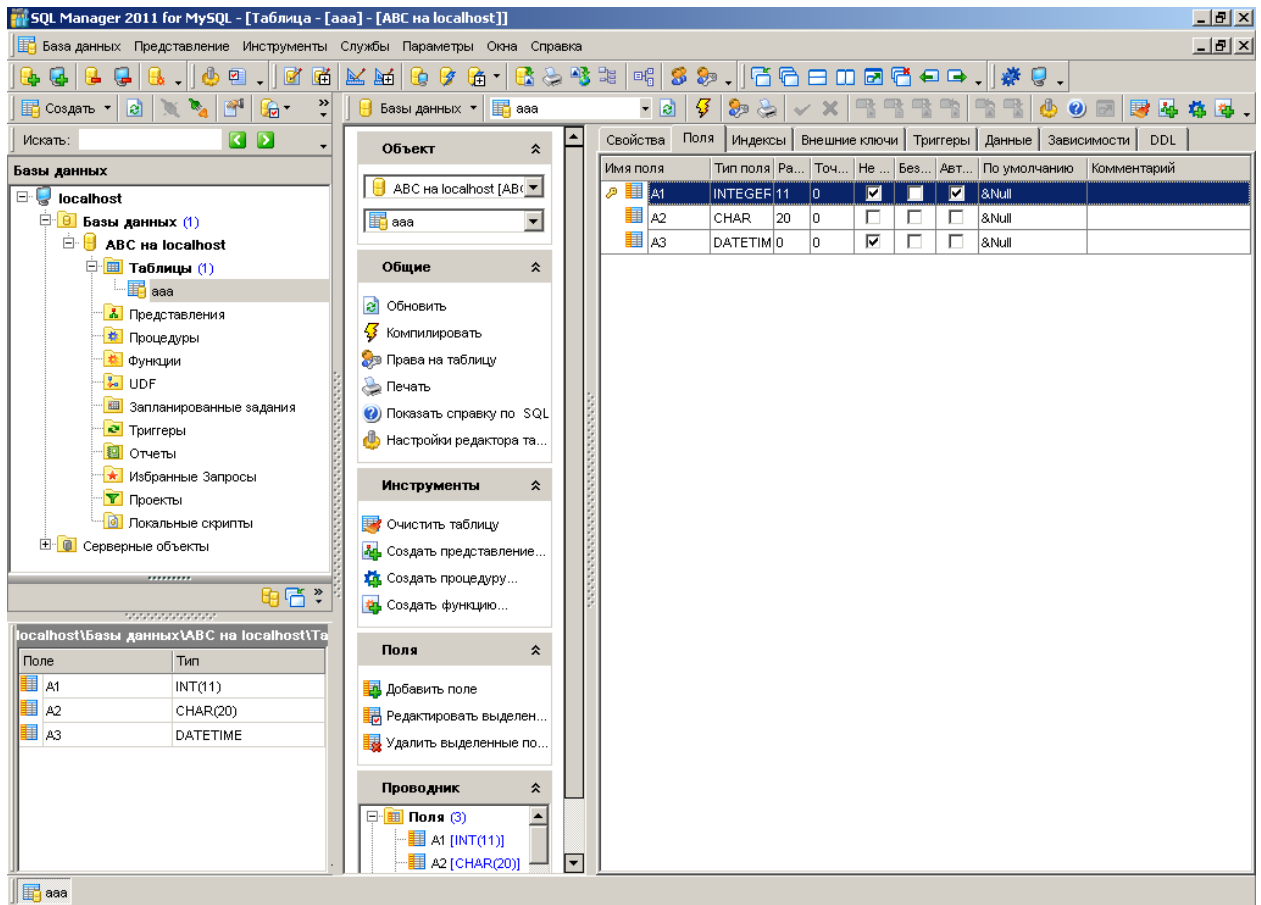 SQL Manager 2011 for MySQL - [Таблица - [aaa] - [ABC на localhost]]
База данных Представление Инструменты Службы Параметры Окна Справка
Создать Базы данных aaa
Искать:
Базы данных
localhost
Базы данных (1)
ABC на localhost
Таблицы (1)
aaa
Представления
Процедуры
Функции
UDF
Запланированные задания
Триггеры
Отчеты
Избранные Запросы
Проекты
Локальные скрипты
Серверные объекты
localhost\Базы данных\ABC на localhost\Та
Поле Тип
A1 INT(11)
A2 CHAR(20)
A3 DATETIME
Объект
ABC на localhost [AB
aaa
Общие
Обновить
Компилировать
Права на таблицу
Печать
Показать справку по SQL
Настройки редактора та...
Инструменты
Очистить таблицу
Создать представление...
Создать процедуру...
Создать функцию...
Поля
Добавить поле
Редактировать выделен...
Удалить выделенные по...
Проводник
Поля (3)
A1 [INT(11)]
A2 [CHAR(20)]
Свойства Поля Индексы Внешние ключи Триггеры Данные Зависимости DDL
Имя поля Тип поля Ра... Точ... Не ... Без... Авт... По умолчанию Комментарий
A1 INTEGER 11 0 &Null
A2 CHAR 20 0 &Null
A3 DATETIM 0 0 &Null
aaa